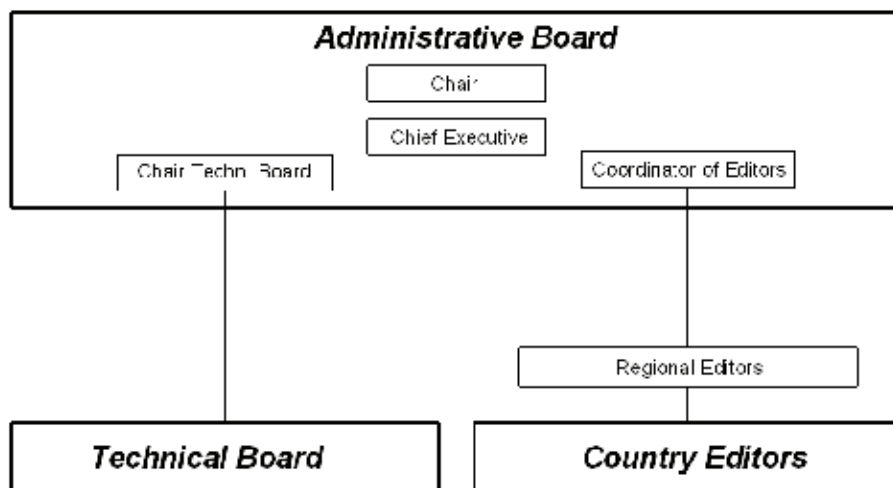 Administrative Board
Chair
Chief Executive
Chair Techn. Board
Coordinator of Editors
Regional Editors
Technical Board
Country Editors